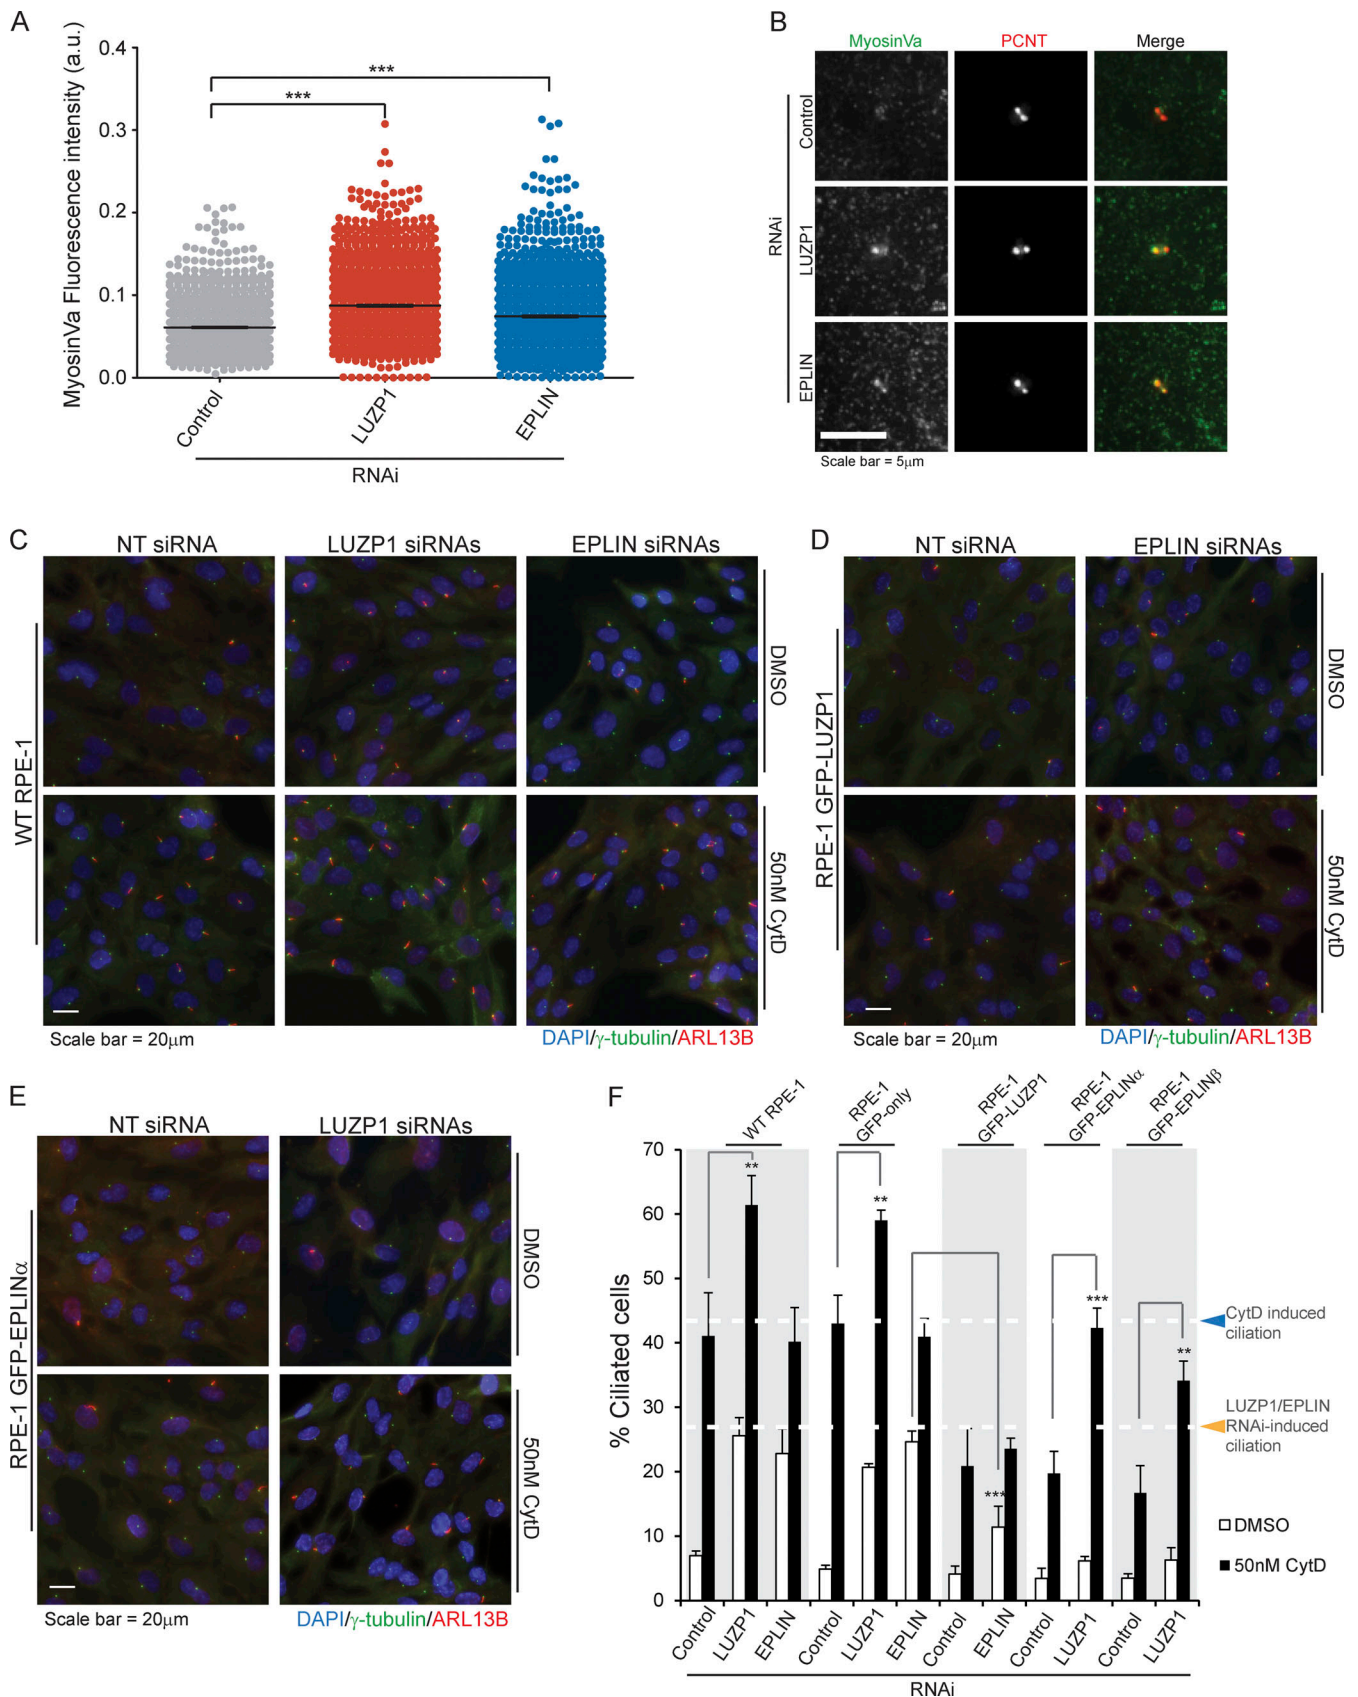 A
MyosinVa Fluorescence intensity (a.u.)
0.4
0.3
0.2
0.1
0.0
***
***
Control
LUZP1
EPLIN
RNAi
B
MyosinVa
PCNT
Merge
RNAi
Control
LUZP1
EPLIN
Scale bar = 5μm
C
NT siRNA
LUZP1 siRNAs
EPLIN siRNAs
WT RPE-1
DMSO
50nM CytD
Scale bar = 20μm
DAPI/γ-tubulin/ARL13B
D
NT siRNA
EPLIN siRNAs
RPE-1 GFP-LUZP1
DMSO
50nM CytD
Scale bar = 20μm
DAPI/γ-tubulin/ARL13B
E
NT siRNA
LUZP1 siRNAs
RPE-1 GFP-EPLINα
DMSO
50nM CytD
Scale bar = 20μm
DAPI/γ-tubulin/ARL13B
F
WT RPE-1
RPE-1
GFP-only
RPE-1
GFP-LUZP1
RPE-1
GFP-EPLINα
RPE-1
GFP-EPLINβ
% Ciliated cells
70
60
50
40
30
20
10
0
**
**
***
***
**
CytD induced
ciliation
LUZP1/EPLIN
RNAi-induced
ciliation
DMSO
50nM CytD
Control
LUZP1
EPLIN
Control
LUZP1
EPLIN
Control
EPLIN
Control
LUZP1
Control
LUZP1
RNAi